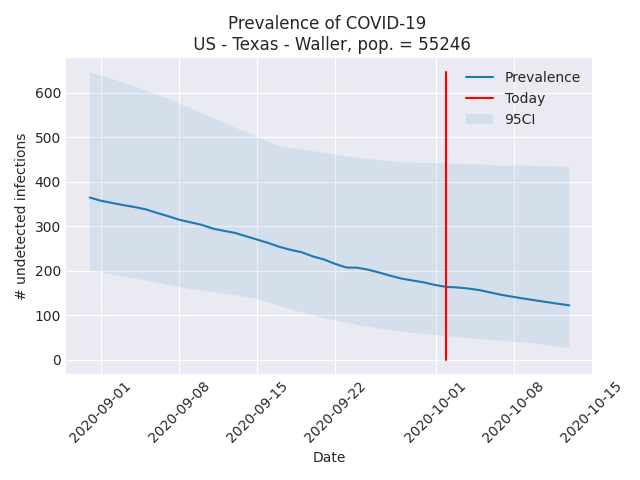 Prevalence of COVID-19
US - Texas - Waller, pop. = 55246
Prevalence
Today
95CI
# undetected infections
600
500
400
300
200
100
0
2020-09-01
2020-09-08
2020-09-15
2020-09-22
2020-10-01
2020-10-08
2020-10-15
Date